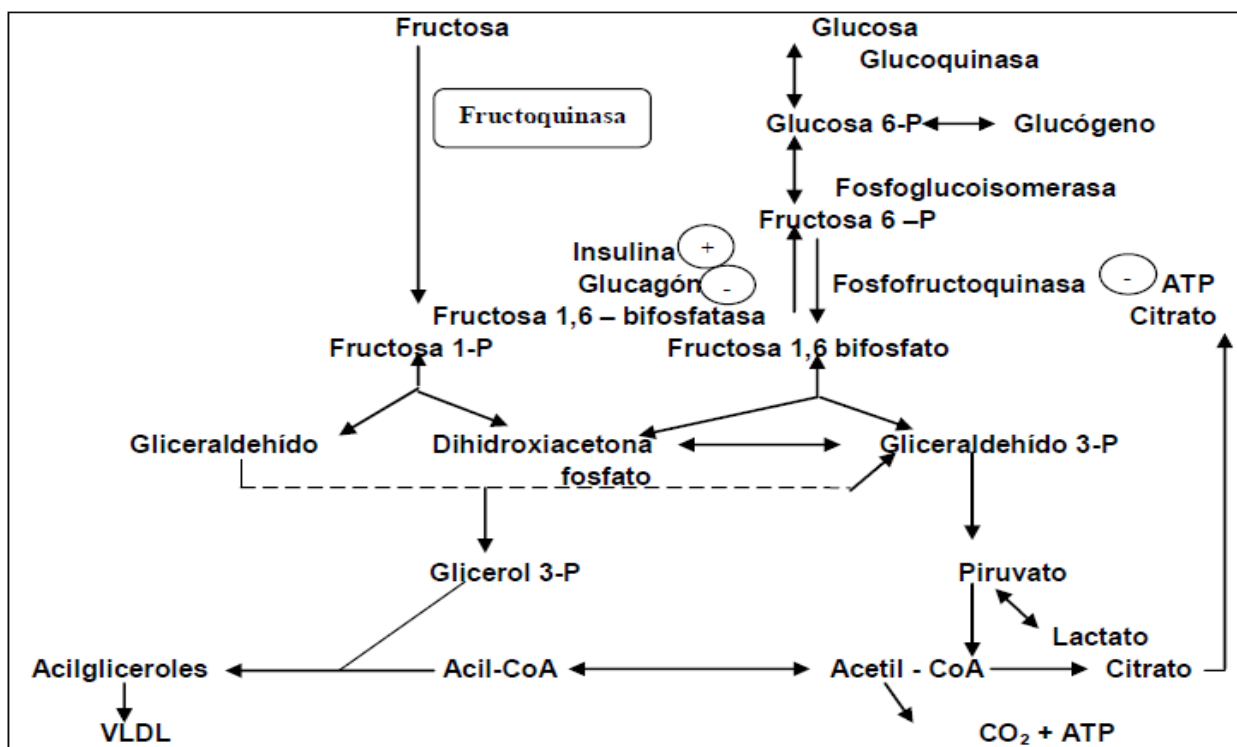 Fructosa
Glucosa
Glucoquinasa
Fructoquinasa
Glucosa 6-P
Glucógeno
Fosfoglucoisomerasa
Fructosa 6 –P
Insulina +
Glucagón -
Fosfofructoquinasa - ATP
Citrato
Fructosa 1,6 – bifosfatasa
Fructosa 1-P
Fructosa 1,6 bifosfato
Gliceraldehído
Dihidroxiacetona
fosfato
Gliceraldehído 3-P
Glicerol 3-P
Piruvato
Lactato
Acilgliceroles
Acil-CoA
Acetil - CoA
Citrato
VLDL
CO₂ + ATP